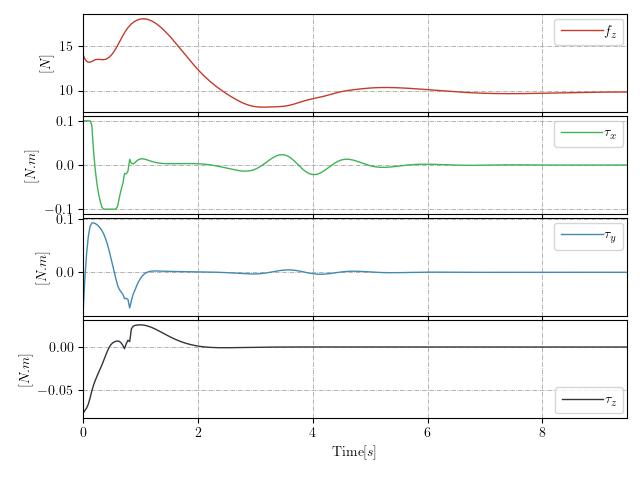 15
10
[N]
f_z
0.1
0.0
−0.1
[N.m]
τ_x
0.1
0.0
[N.m]
τ_y
0.00
−0.05
[N.m]
τ_z
0 2 4 6 8
Time[s]